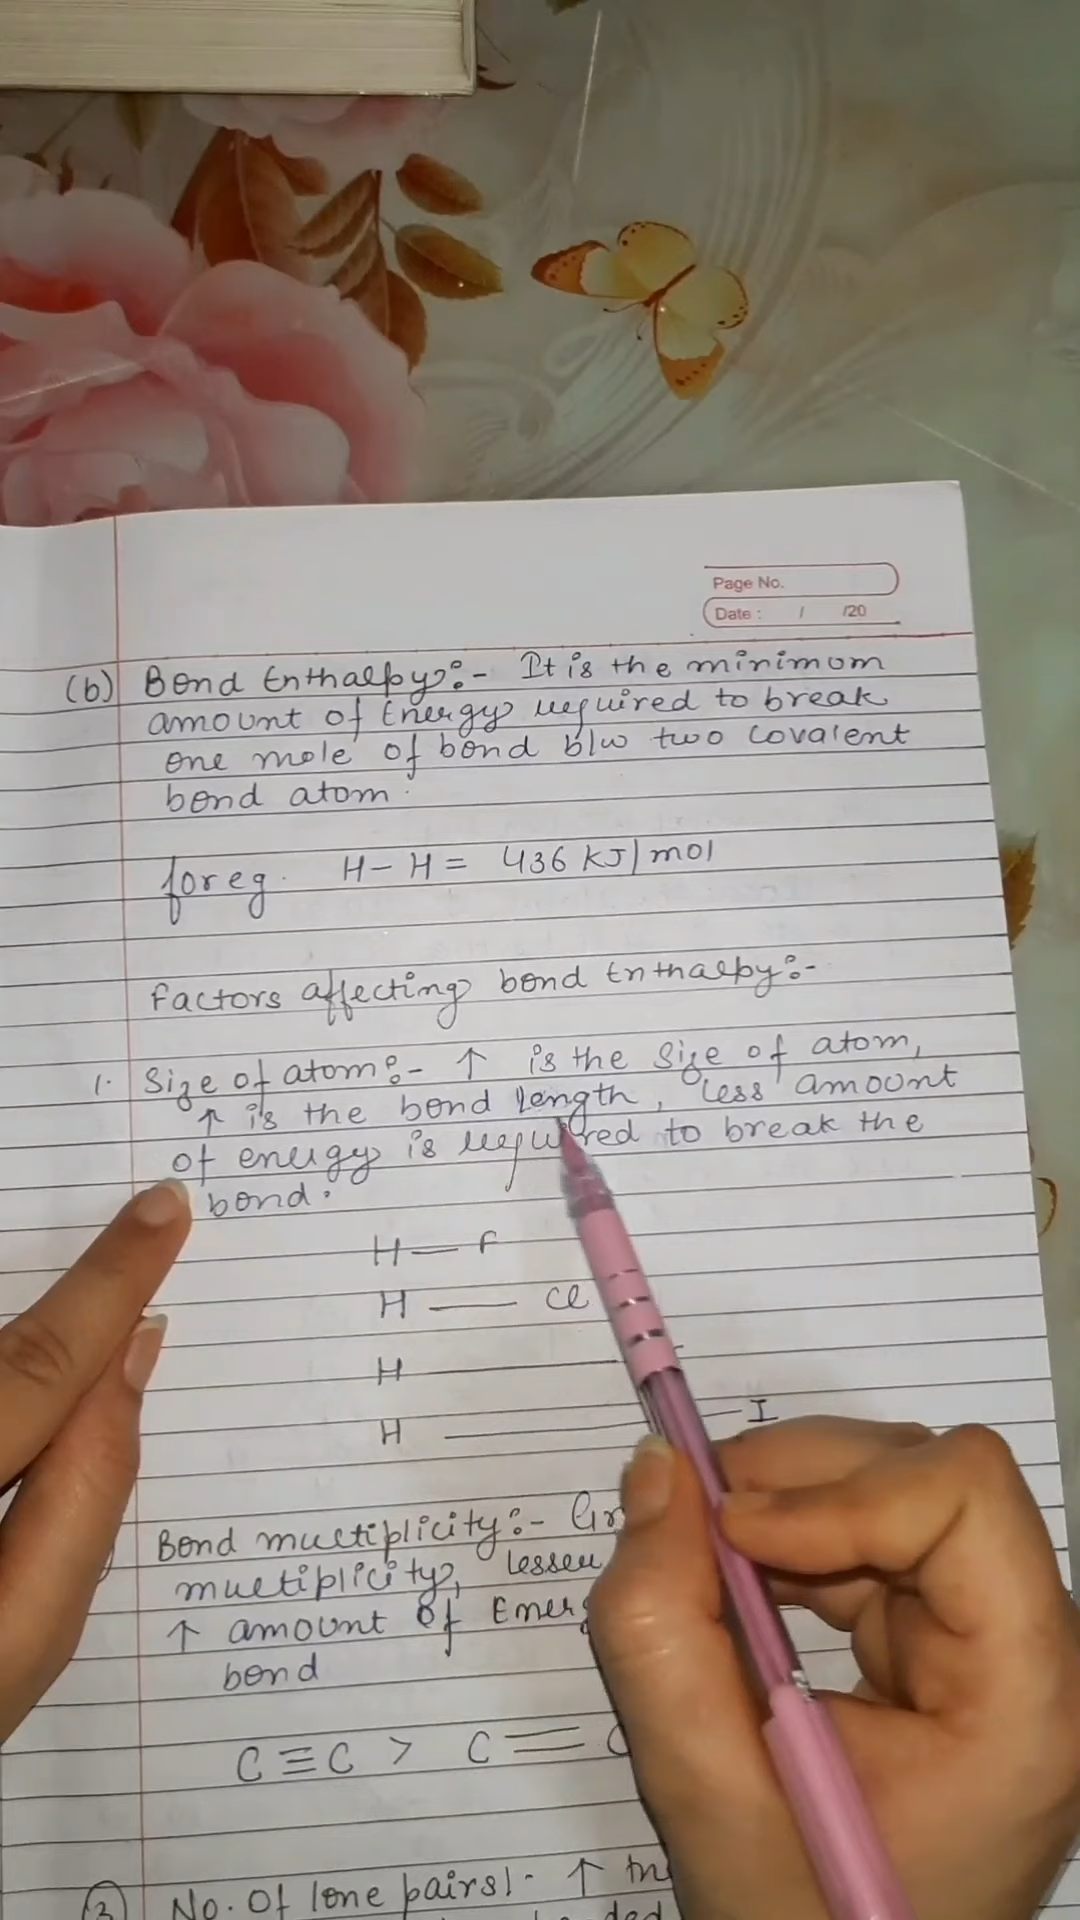 Page No.
Date : / /20
(b) Bond Enthalpy:- It is the minimum
amount of Energy required to break
one mole of bond b/w two covalent
bond atom.
for eg. H-H = 436 KJ/mol
Factors affecting bond Enthalpy:-
1. Size of atom:- ↑ is the size of atom,
↑ is the bond length, less amount
of energy is required to break the
bond.
H — F
H — Cl
H
H — I
Bond multiplicity:- Gr
multiplicity, lesser
↑ amount of Energ
bond
C≡C > C=C
(3) No. Of lone pairs:- ↑ the